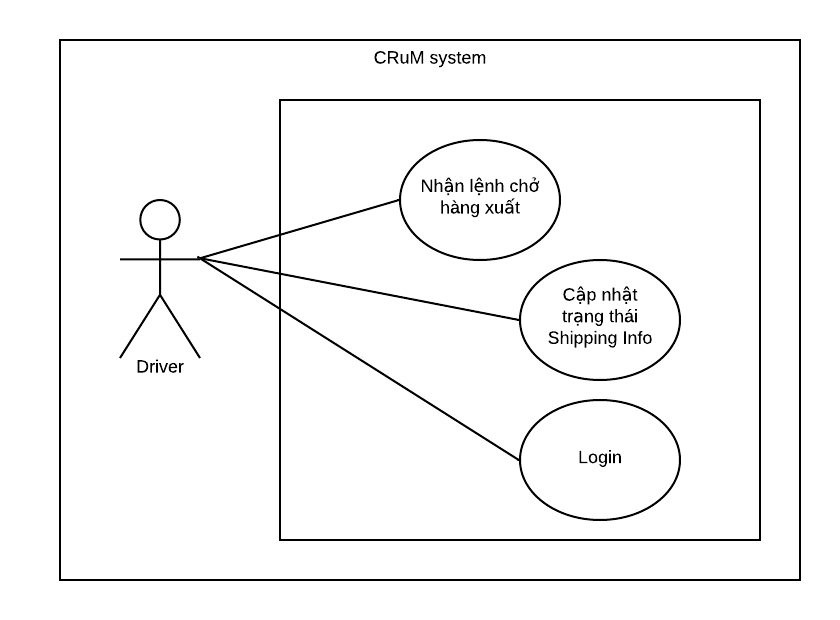 CRuM system
Nhận lệnh chở
hàng xuất
Cập nhật
trạng thái
Shipping Info
Driver
Login